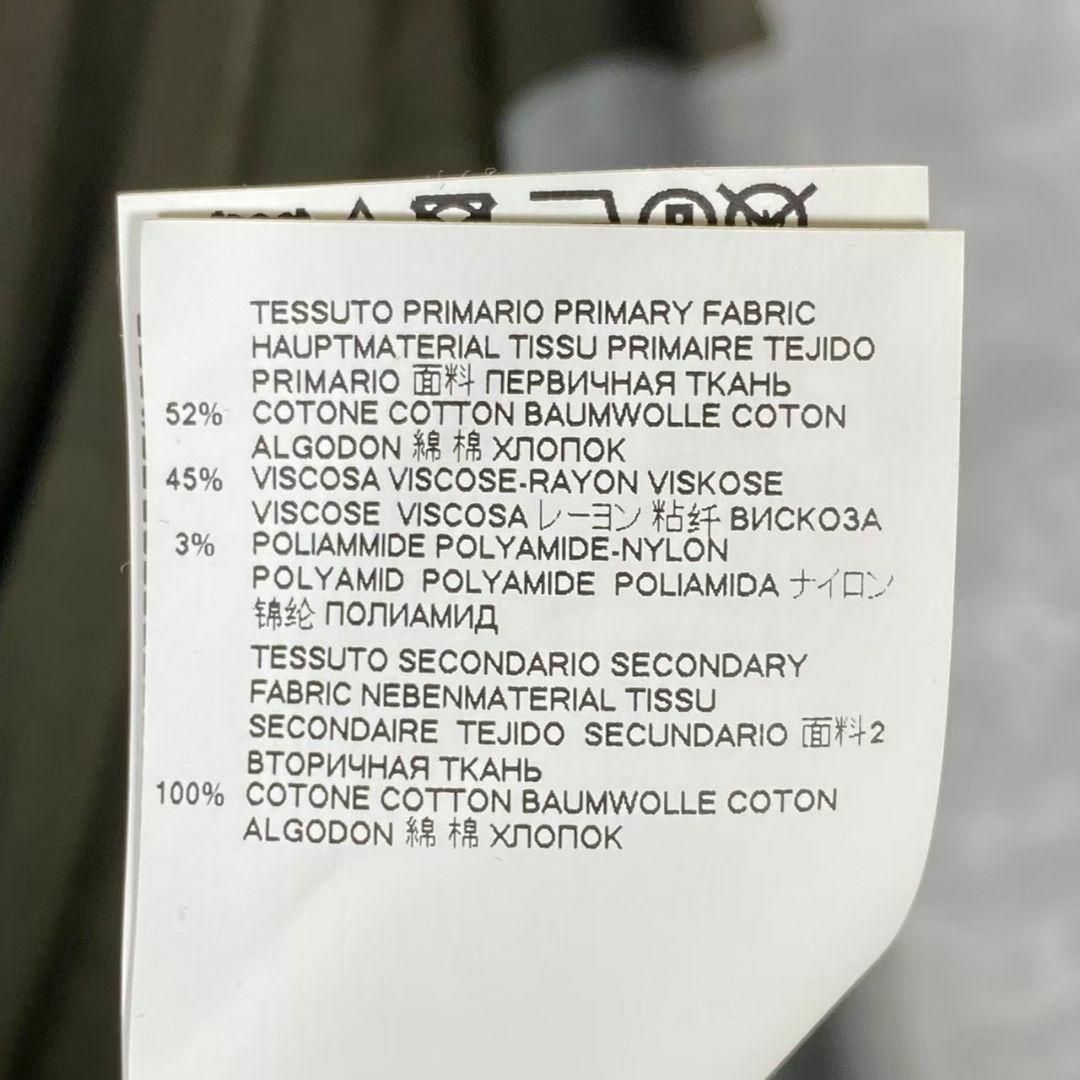 TESSUTO PRIMARIO PRIMARY FABRIC
HAUPTMATERIAL TISSU PRIMAIRE TEJIDO
PRIMARIO 面料 ПЕРВИЧНАЯ ТКАНЬ
52% COTONE COTTON BAUMWOLLE COTON
ALGODON 綿 棉 ХЛОПОК
45% VISCOSA VISCOSE-RAYON VISKOSE
VISCOSE VISCOSA レーヨン 粘纤 ВИСКОЗА
3% POLIAMMIDE POLYAMIDE-NYLON
POLYAMID POLYAMIDE POLIAMIDA ナイロン
锦纶 ПОЛИАМИД
TESSUTO SECONDARIO SECONDARY
FABRIC NEBENMATERIAL TISSU
SECONDAIRE TEJIDO SECUNDARIO 面料2
ВТОРИЧНАЯ ТКАНЬ
100% COTONE COTTON BAUMWOLLE COTON
ALGODON 綿 棉 ХЛОПОК